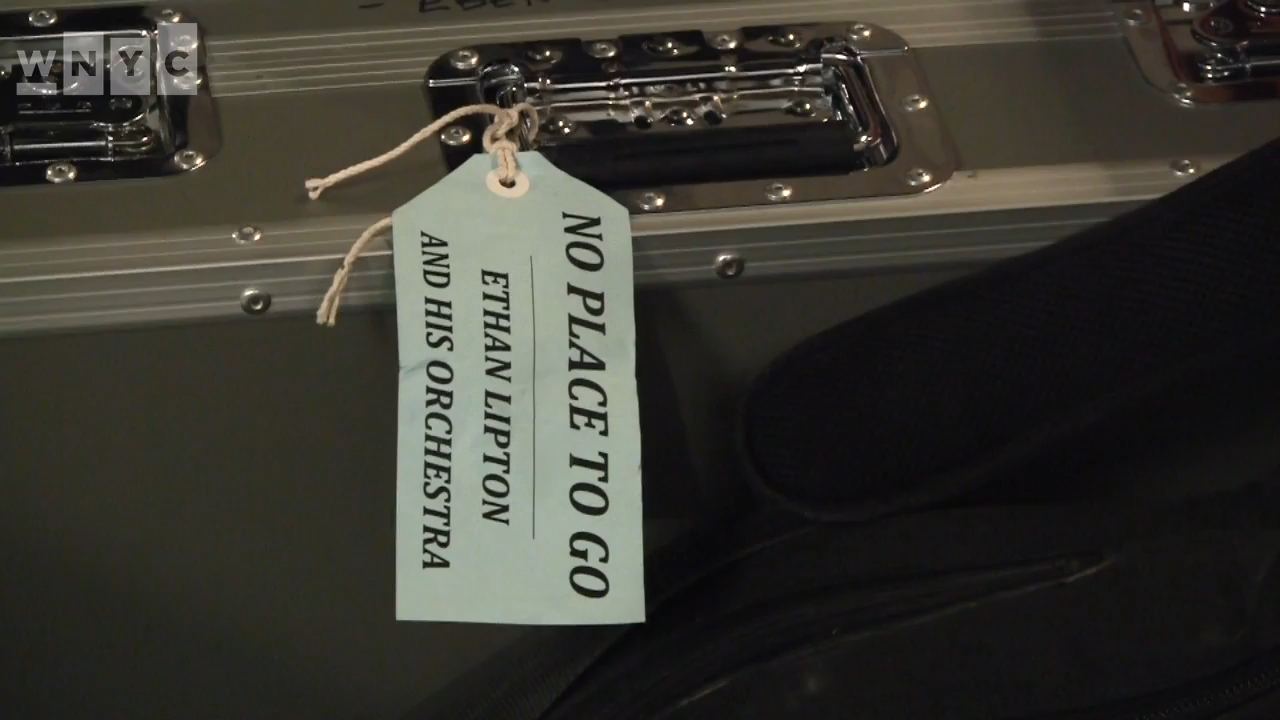 WNYC
NO PLACE TO GO
ETHAN LIPTON
AND HIS ORCHESTRA